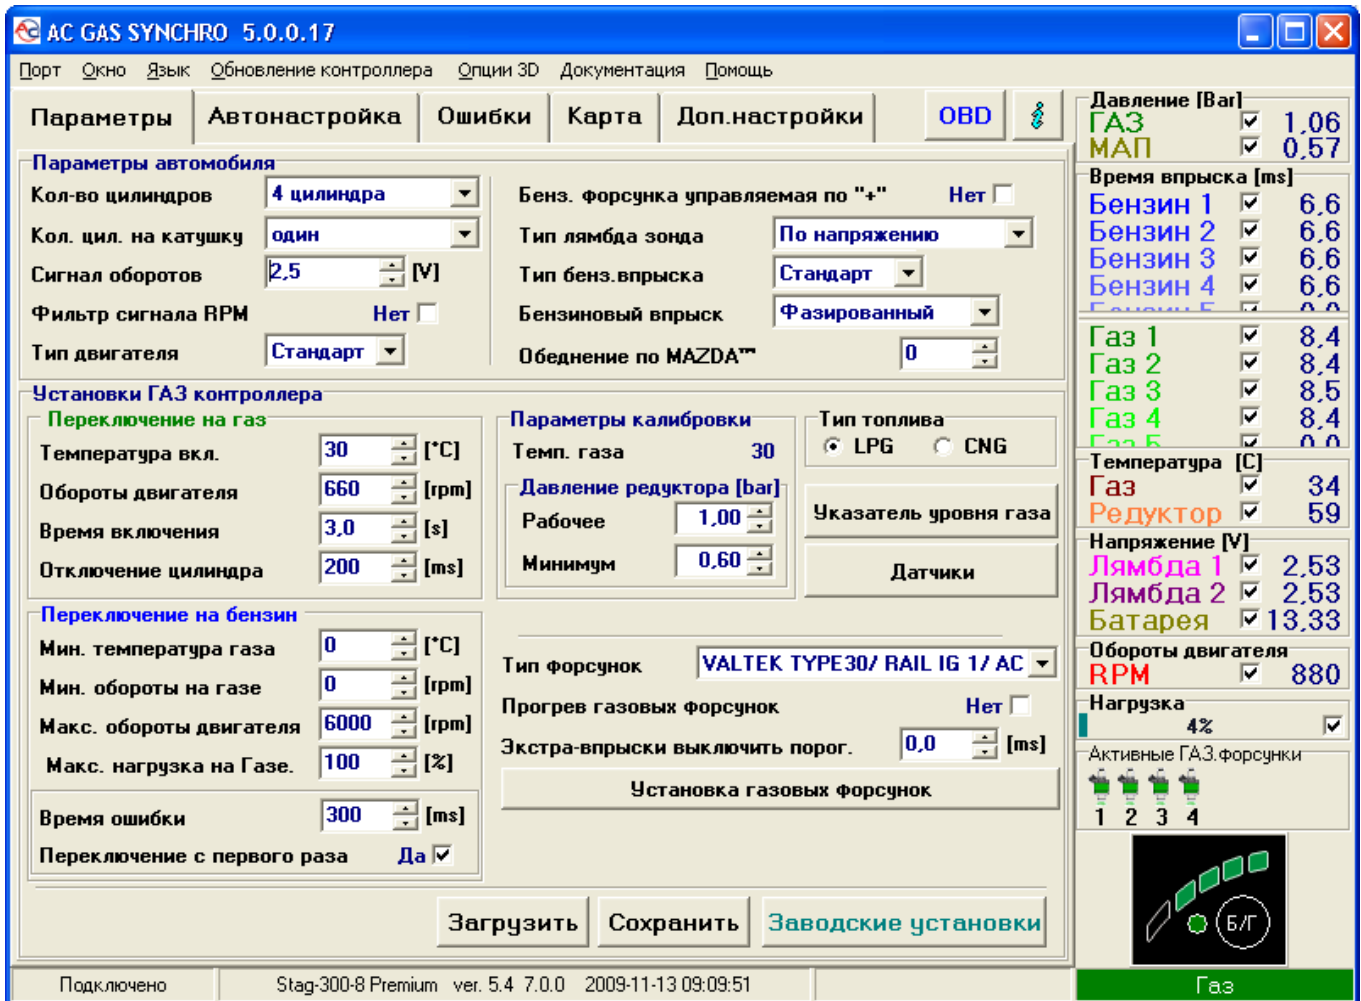 AC GAS SYNCHRO 5.0.0.17
Порт Окно Язык Обновление контроллера Опции 3D Документация Помощь
Параметры Автонастройка Ошибки Карта Доп.настройки OBD i
Параметры автомобиля
Кол-во цилиндров 4 цилиндра
Кол. цил. на катушку один
Сигнал оборотов 2,5 [V]
Фильтр сигнала RPM Нет
Тип двигателя Стандарт
Бенз. форсунка управляемая по "+" Нет
Тип лямбда зонда По напряжению
Тип бенз.впрыска Стандарт
Бензиновый впрыск Фазированный
Обеднение по MAZDA™ 0
Установки ГАЗ контроллера
Переключение на газ
Температура вкл. 30 [°C]
Обороты двигателя 660 [rpm]
Время включения 3,0 [s]
Отключение цилиндра 200 [ms]
Переключение на бензин
Мин. температура газа 0 [°C]
Мин. обороты на газе 0 [rpm]
Макс. обороты двигателя 6000 [rpm]
Макс. нагрузка на Газе. 100 [%]
Время ошибки 300 [ms]
Переключение с первого раза Да
Параметры калибровки
Темп. газа 30
Давление редуктора [bar]
Рабочее 1,00
Минимум 0,60
Тип топлива
LPG CNG
Указатель уровня газа
Датчики
Тип форсунок VALTEK TYPE30/ RAIL IG 1/ AC
Прогрев газовых форсунок Нет
Экстра-впрыски выключить порог. 0,0 [ms]
Установка газовых форсунок
Загрузить Сохранить Заводские установки
Давление [Bar]
ГАЗ 1,06
МАП 0,57
Время впрыска [ms]
Бензин 1 6,6
Бензин 2 6,6
Бензин 3 6,6
Бензин 4 6,6
Бензин 5 0,0
Газ 1 8,4
Газ 2 8,4
Газ 3 8,5
Газ 4 8,4
Газ 5 0,0
Температура [C]
Газ 34
Редуктор 59
Напряжение [V]
Лямбда 1 2,53
Лямбда 2 2,53
Батарея 13,33
Обороты двигателя
RPM 880
Нагрузка
4%
Активные ГАЗ.форсунки
1 2 3 4
Б/Г
Подключено Stag-300-8 Premium ver. 5.4 7.0.0 2009-11-13 09:09:51 Газ